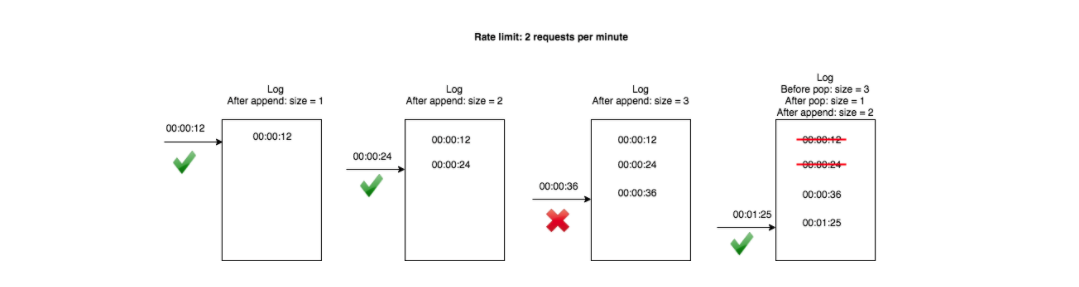 Rate limit: 2 requests per minute
Log
After append: size = 1
00:00:12
00:00:12
Log
After append: size = 2
00:00:24
00:00:12
00:00:24
Log
After append: size = 3
00:00:36
00:00:12
00:00:24
00:00:36
Log
Before pop: size = 3
After pop: size = 1
After append: size = 2
00:01:25
00:00:12
00:00:24
00:00:36
00:01:25